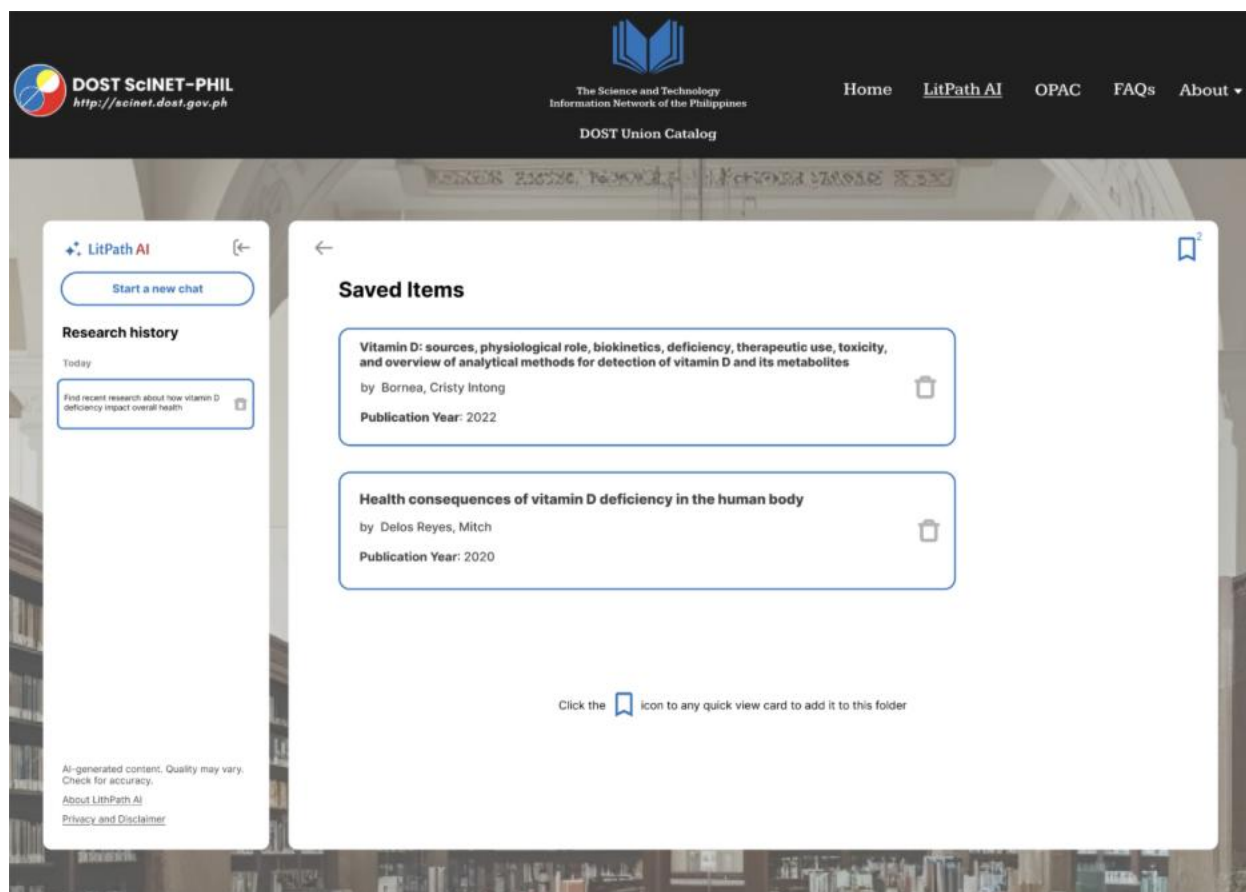 DOST ScINET-PHIL
http://scinet.dost.gov.ph
The Science and Technology
Information Network of the Philippines
DOST Union Catalog
Home LitPath AI OPAC FAQs About
LitPath AI
Start a new chat
Research history
Today
Find recent research about how vitamin D
deficiency impact overall health
AI-generated content. Quality may vary.
Check for accuracy.
About LithPath AI
Privacy and Disclaimer
2
Saved Items
Vitamin D: sources, physiological role, biokinetics, deficiency, therapeutic use, toxicity,
and overview of analytical methods for detection of vitamin D and its metabolites
by Bornea, Cristy Intong
Publication Year: 2022
Health consequences of vitamin D deficiency in the human body
by Delos Reyes, Mitch
Publication Year: 2020
Click the icon to any quick view card to add it to this folder